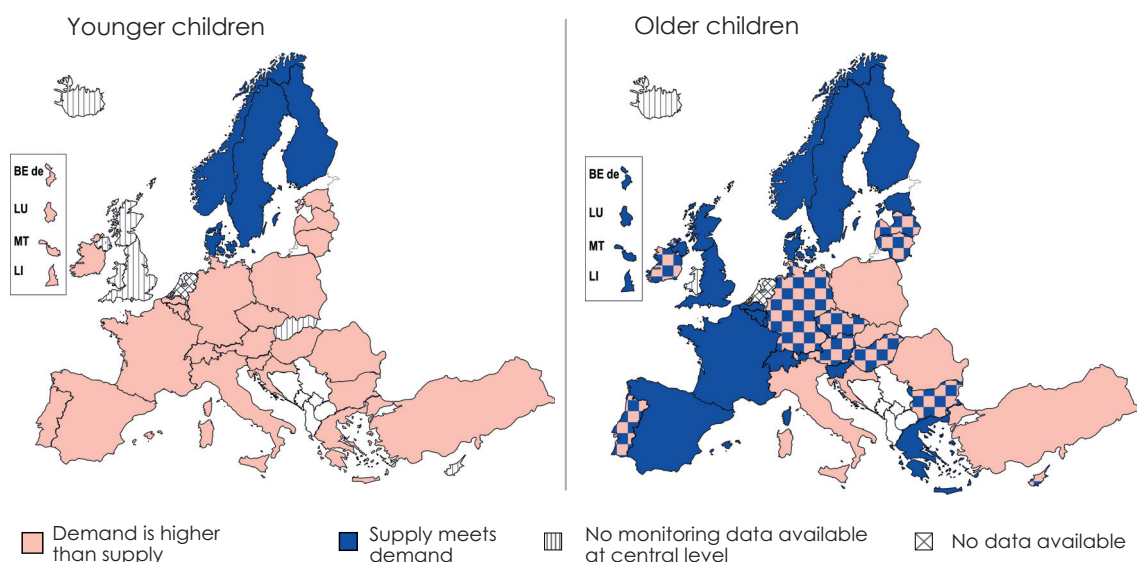 Younger children
Older children
BE de
LU
MT
LI
BE de
LU
MT
LI
Demand is higher
than supply
Supply meets
demand
No monitoring data available
at central level
No data available